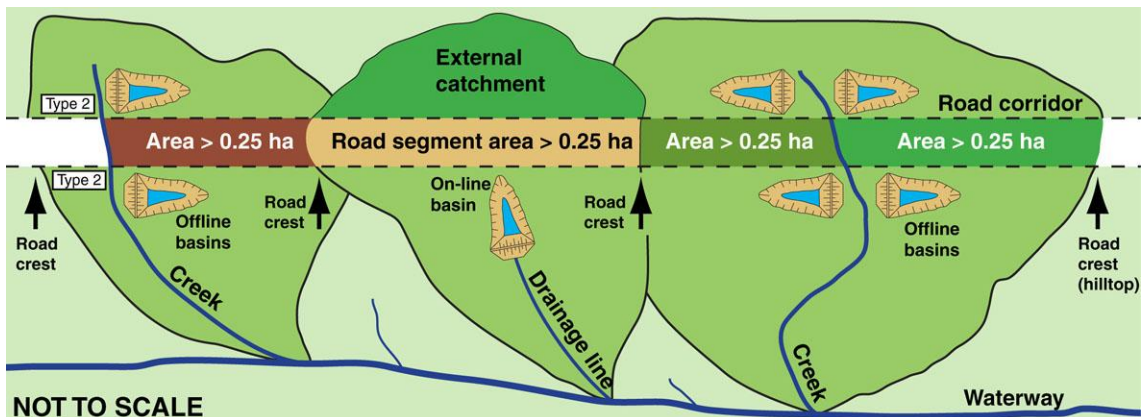 External
catchment
Type 2
Road corridor
Area > 0.25 ha
Road segment area > 0.25 ha
Area > 0.25 ha
Area > 0.25 ha
Type 2
Road
crest
Offline
basins
Road
crest
On-line
basin
Road
crest
Offline
basins
Road
crest
(hilltop)
Creek
Drainage line
Creek
Waterway
NOT TO SCALE